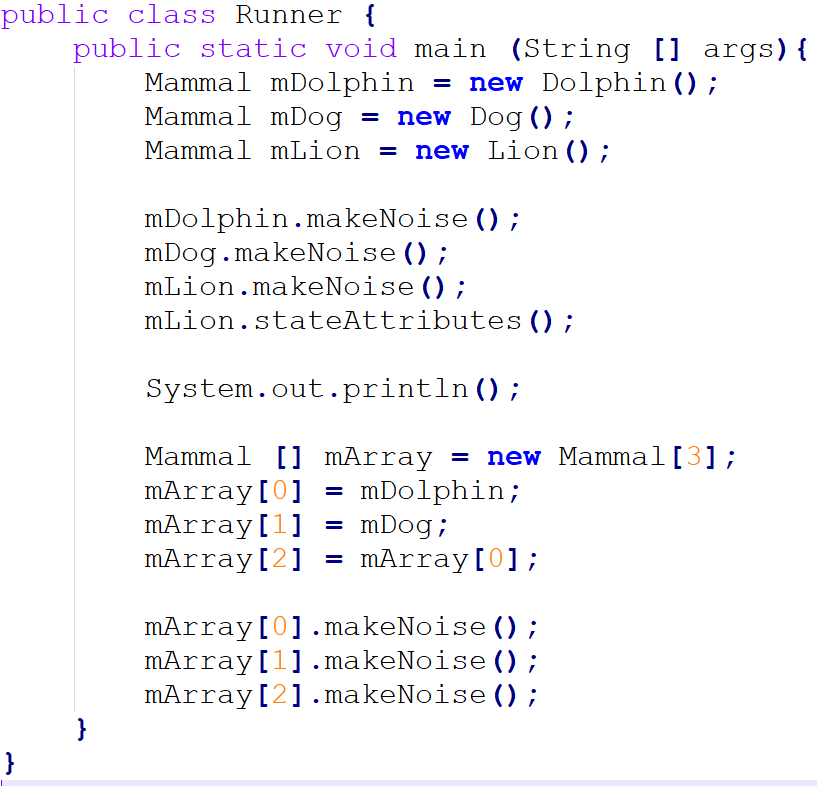 public class Runner {
public static void main (String [] args){
Mammal mDolphin = new Dolphin();
Mammal mDog = new Dog();
Mammal mLion = new Lion();
mDolphin.makeNoise();
mDog.makeNoise();
mLion.makeNoise();
mLion.stateAttributes();
System.out.println();
Mammal [] mArray = new Mammal[3];
mArray[0] = mDolphin;
mArray[1] = mDog;
mArray[2] = mArray[0];
mArray[0].makeNoise();
mArray[1].makeNoise();
mArray[2].makeNoise();
}
}